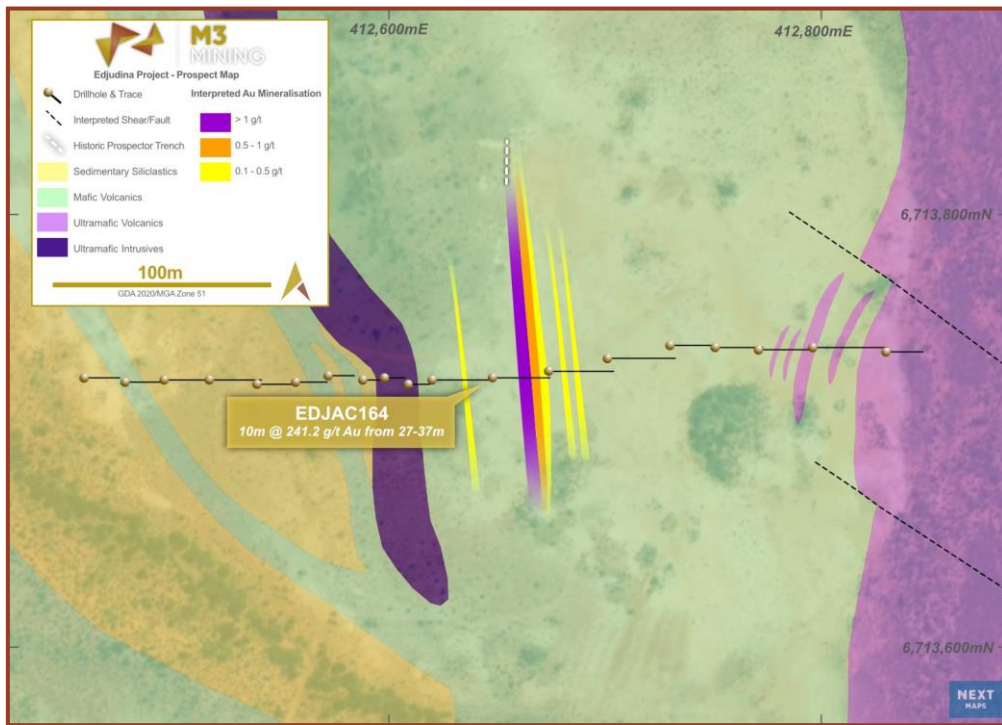 M3
MINING
Edjudina Project - Prospect Map
Drillhole & Trace
Interpreted Shear/Fault
Historic Prospector Trench
Sedimentary Siliclastics
Mafic Volcanics
Ultramafic Volcanics
Ultramafic Intrusives
Interpreted Au Mineralisation
> 1 g/t
0.5 - 1 g/t
0.1 - 0.5 g/t
100m
GDA 2020/MGA Zone 51
412,600mE
412,800mE
6,713,800mN
EDJAC164
10m @ 241.2 g/t Au from 27-37m
6,713,600mN
NEXT
MAPS